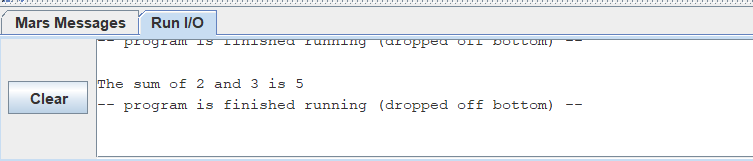 Mars Messages Run I/O
-- program is finished running (dropped off bottom) --
Clear
The sum of 2 and 3 is 5
-- program is finished running (dropped off bottom) --